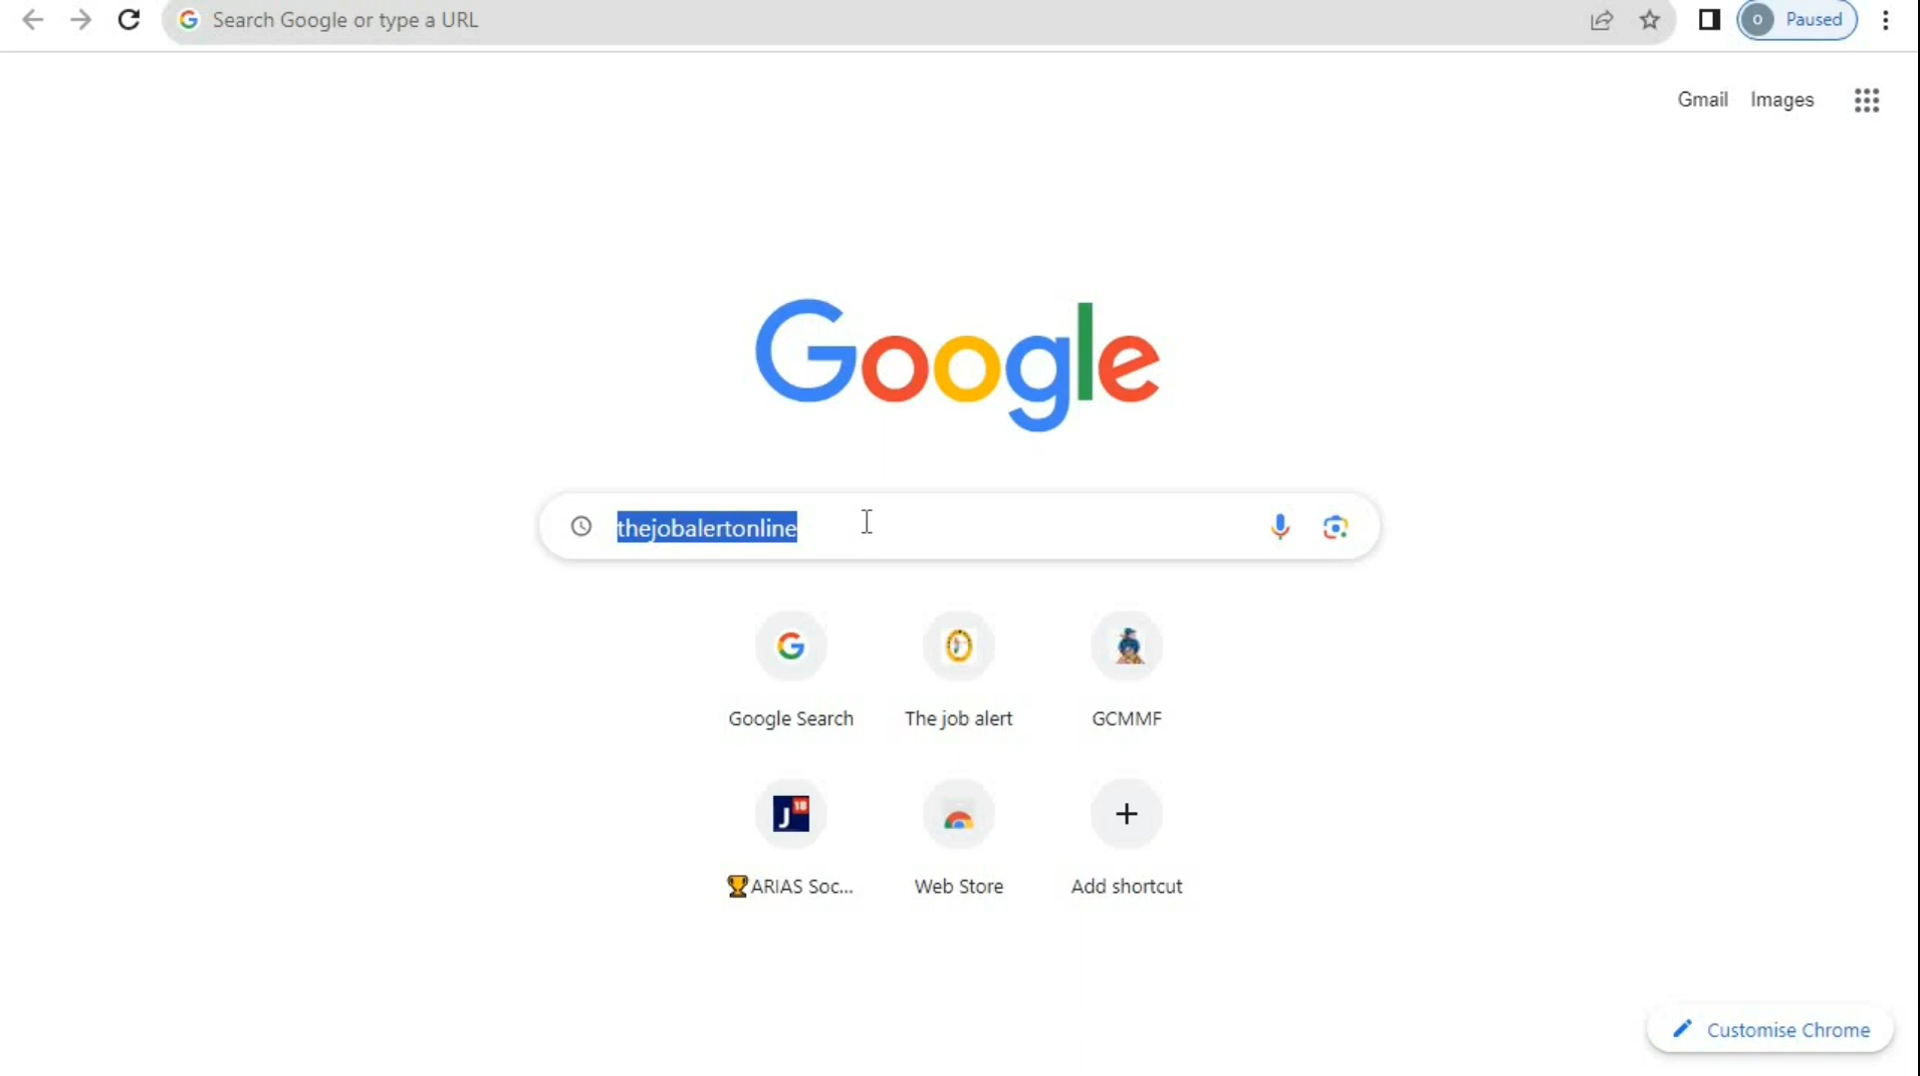 Search Google or type a URL
o Paused
Gmail Images
Google
thejobalertonline
Google Search The job alert GCMMF
J 18
🏆ARIAS Soc... Web Store Add shortcut
Customise Chrome